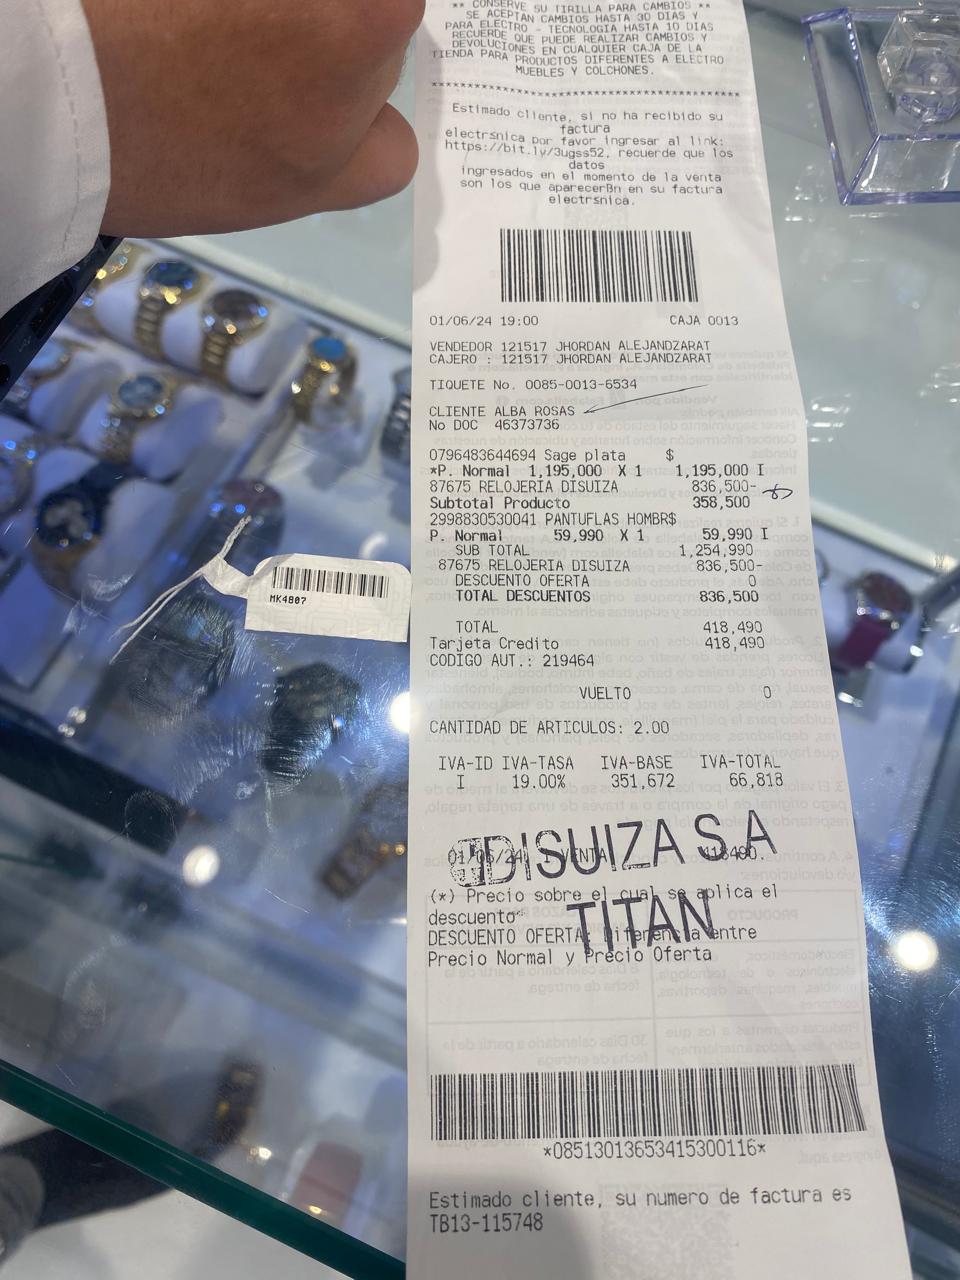 ** CONSERVE SU TIRILLA PARA CAMBIOS **
SE ACEPTAN CAMBIOS HASTA 30 DIAS Y
PARA ELECTRO - TECNOLOGIA HASTA 10 DIAS
RECUERDE QUE PUEDE REALIZAR CAMBIOS Y
DEVOLUCIONES EN CUALQUIER CAJA DE LA
TIENDA PARA PRODUCTOS DIFERENTES A ELECTRO
MUEBLES Y COLCHONES.
****************************************
Estimado cliente, si no ha recibido su
factura
electrsnica por favor ingresar al link:
https://bit.ly/3ugss52, recuerde que los
datos
ingresados en el momento de la venta
son los que aparecerBn en su factura
electrsnica.
01/06/24 19:00 CAJA 0013
VENDEDOR 121517 JHORDAN ALEJANDZARAT
CAJERO : 121517 JHORDAN ALEJANDZARAT
TIQUETE No. 0085-0013-6534
CLIENTE ALBA ROSAS
No DOC 46373736
0796483644694 Sage plata $
*P. Normal 1,195,000 X 1 1,195,000 I
87675 RELOJERIA DISUIZA 836,500-
Subtotal Producto 358,500
2998830530041 PANTUFLAS HOMBR$
P. Normal 59,990 X 1 59,990 I
SUB TOTAL 1,254,990
87675 RELOJERIA DISUIZA 836,500-
DESCUENTO OFERTA 0
TOTAL DESCUENTOS 836,500
TOTAL 418,490
Tarjeta Credito 418,490
CODIGO AUT.: 219464
VUELTO 0
CANTIDAD DE ARTICULOS: 2.00
IVA-ID IVA-TASA IVA-BASE IVA-TOTAL
I 19.00% 351,672 66,818
DISUIZA S.A
01/06/24 VENTA 418490.
(*) Precio sobre el cual se aplica el
descuento
TITAN
DESCUENTO OFERTA: Diferencia entre
Precio Normal y Precio Oferta
*08513013653415300116*
Estimado cliente, su numero de factura es
TB13-115748
MK4807